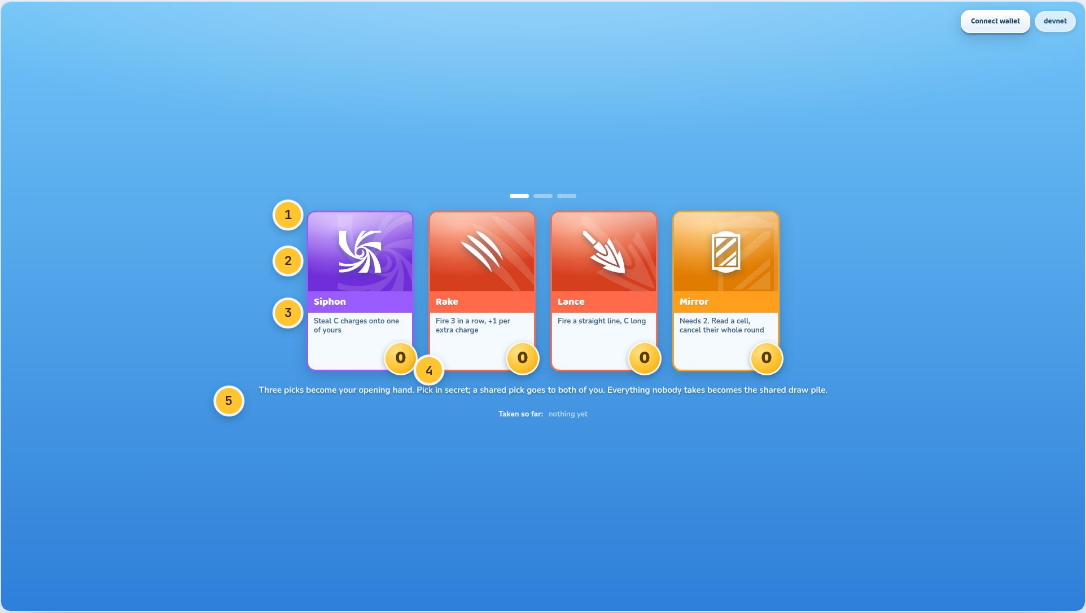 Connect wallet
devnet
1
2
3
Siphon
Steal C charges onto one
of yours
0
Rake
Fire 3 in a row, +1 per
extra charge
0
Lance
Fire a straight line, C long
0
Mirror
Needs 2. Read a cell,
cancel their whole round
0
4
5
Three picks become your opening hand. Pick in secret; a shared pick goes to both of you. Everything nobody takes becomes the shared draw pile.
Taken so far: nothing yet